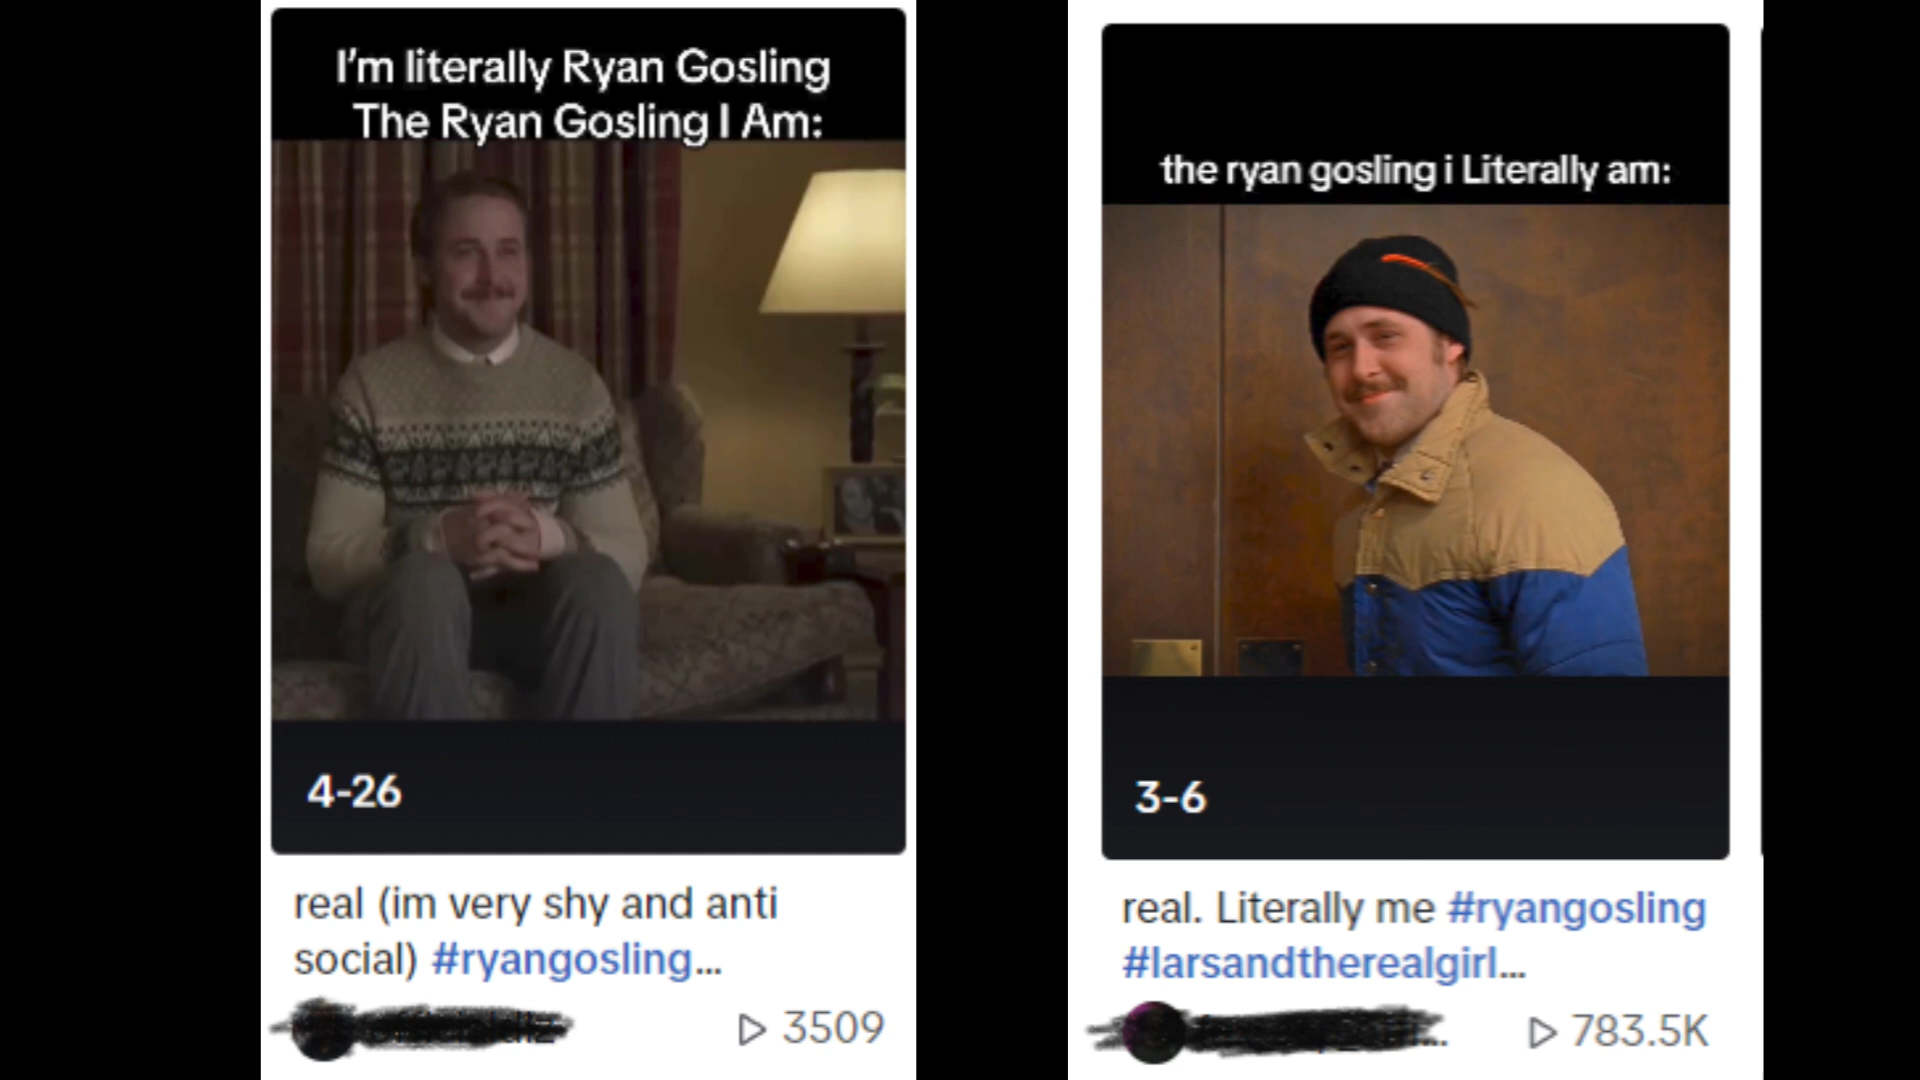 I'm literally Ryan Gosling
The Ryan Gosling I Am:
4-26
real (im very shy and anti
social) #ryangosling...
3509
the ryan gosling i Literally am:
3-6
real. Literally me #ryangosling
#larsandtherealgirl...
783.5K